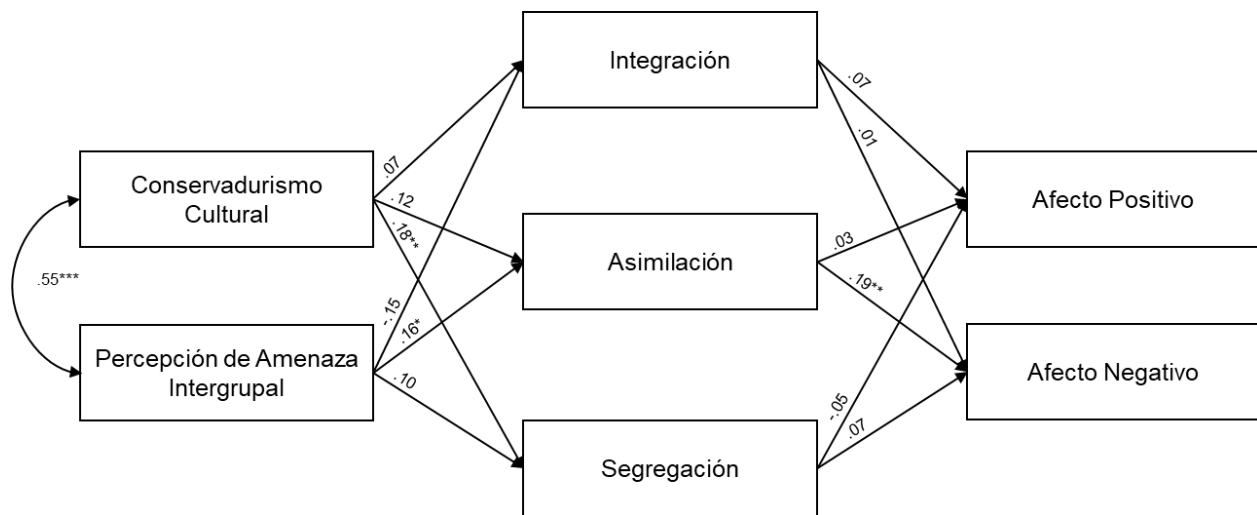 Integración
.07
.01
Conservadurismo
Cultural
.07
.12
.18**
Afecto Positivo
.55***
Asimilación
.03
.19**
-.15
.16*
Percepción de Amenaza
Intergrupal
.10
Afecto Negativo
-.05
.07
Segregación